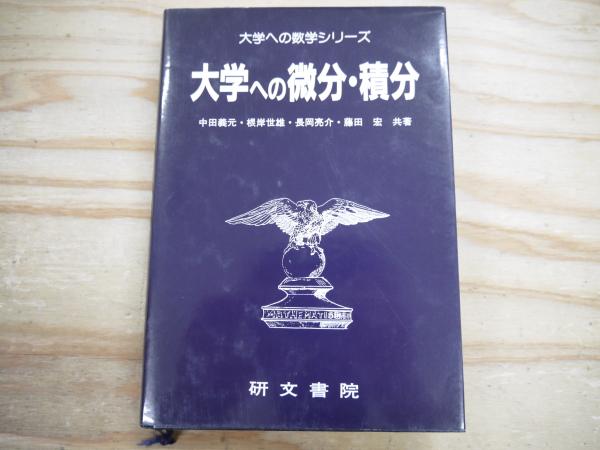 大学への数学シリーズ
大学への微分・積分
中田義元・根岸世雄・長岡亮介・藤田 宏 共著
研文書院